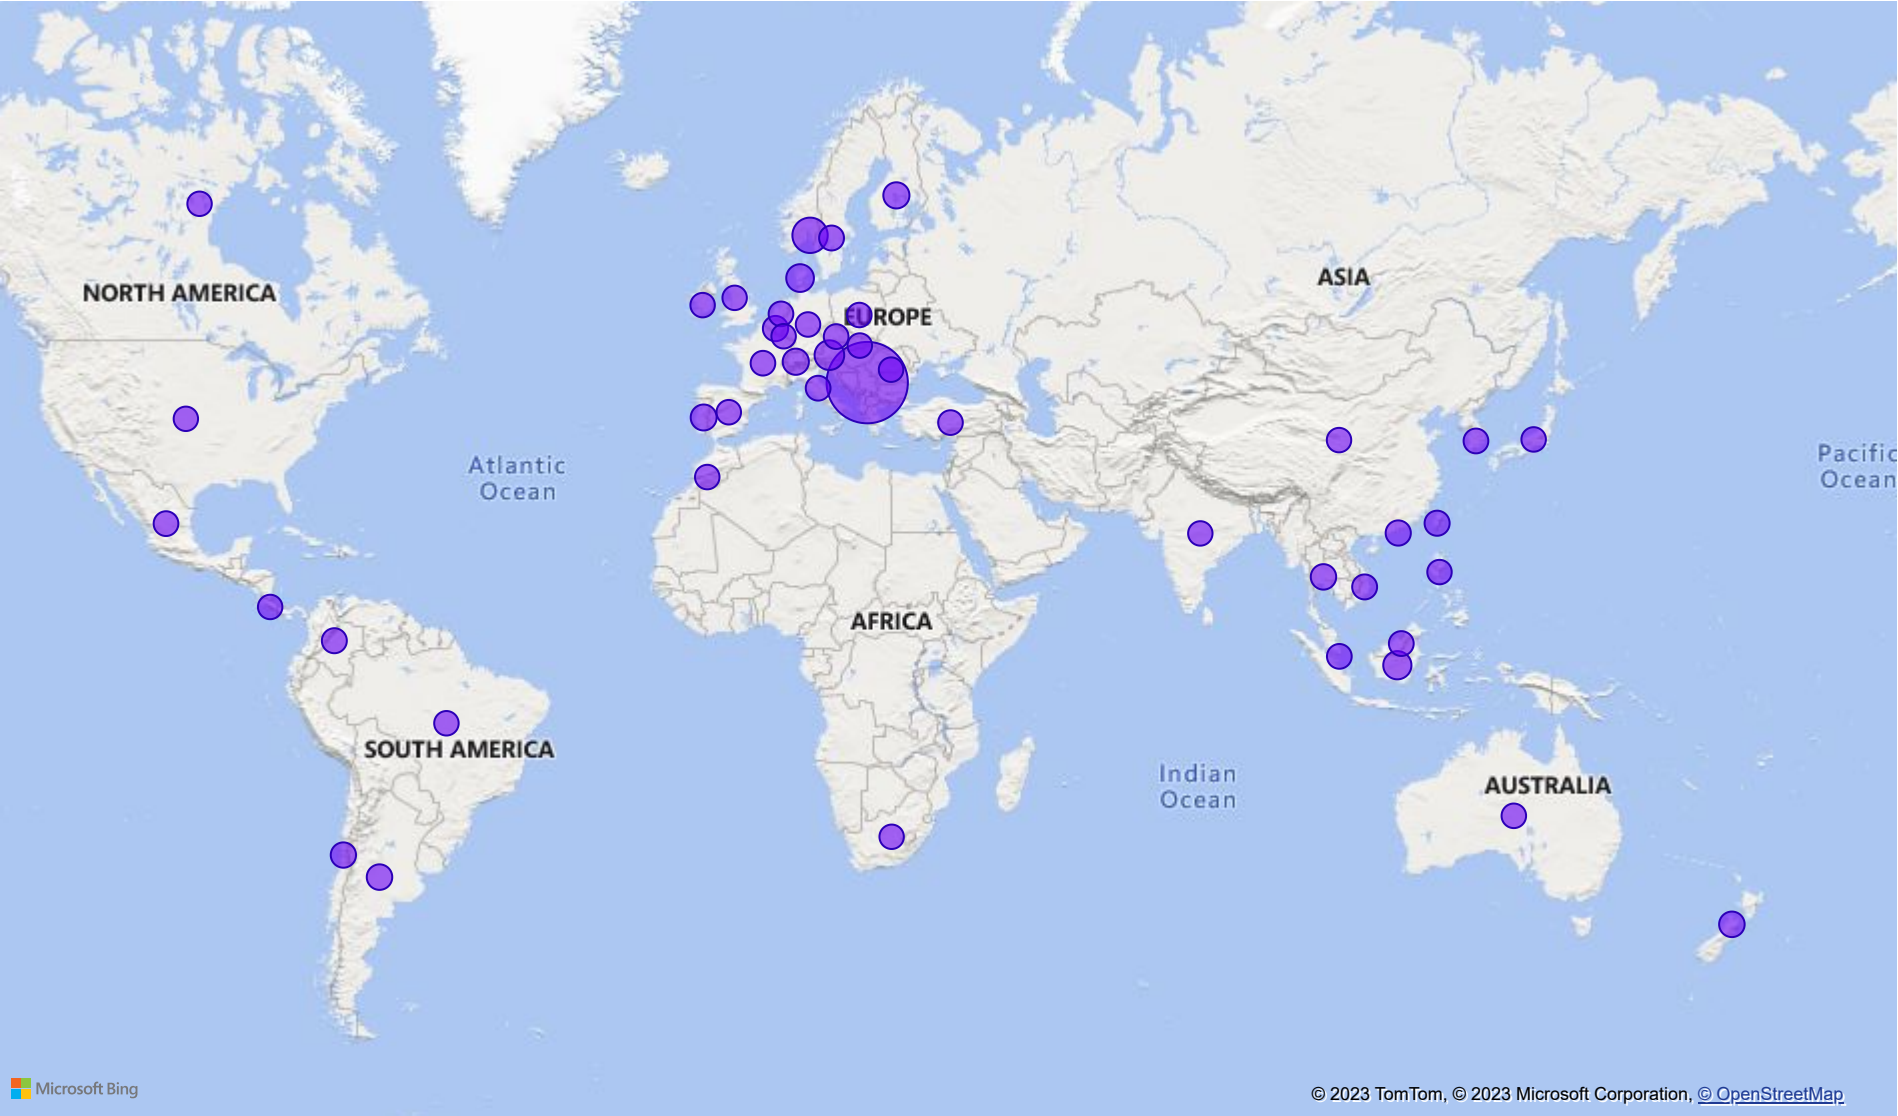 ASIA
NORTH AMERICA
EUROPE
Atlantic
Ocean
Pacific
Ocean
AFRICA
SOUTH AMERICA
Indian
Ocean
AUSTRALIA
Microsoft Bing
© 2023 TomTom, © 2023 Microsoft Corporation, © OpenStreetMap